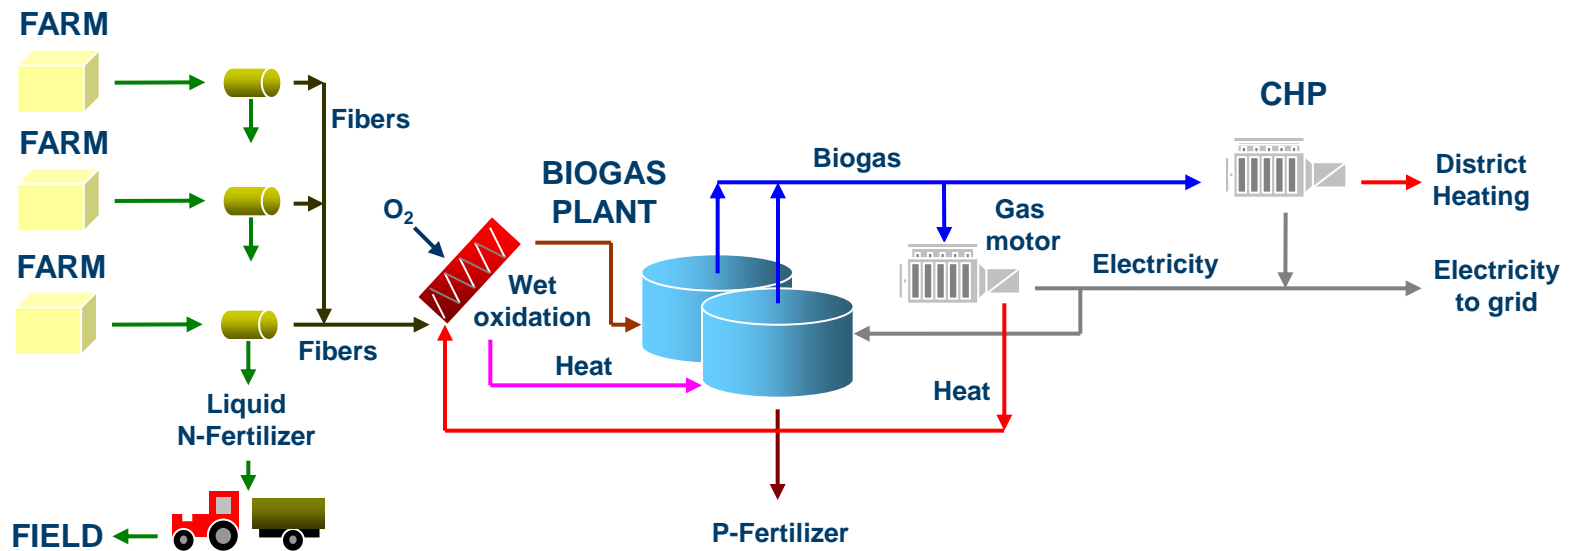 FARM
FARM
FARM
Fibers
Fibers
Liquid
N-Fertilizer
FIELD
O2
Wet
oxidation
BIOGAS
PLANT
Heat
Biogas
Gas
motor
Heat
P-Fertilizer
CHP
Electricity
District
Heating
Electricity
to grid